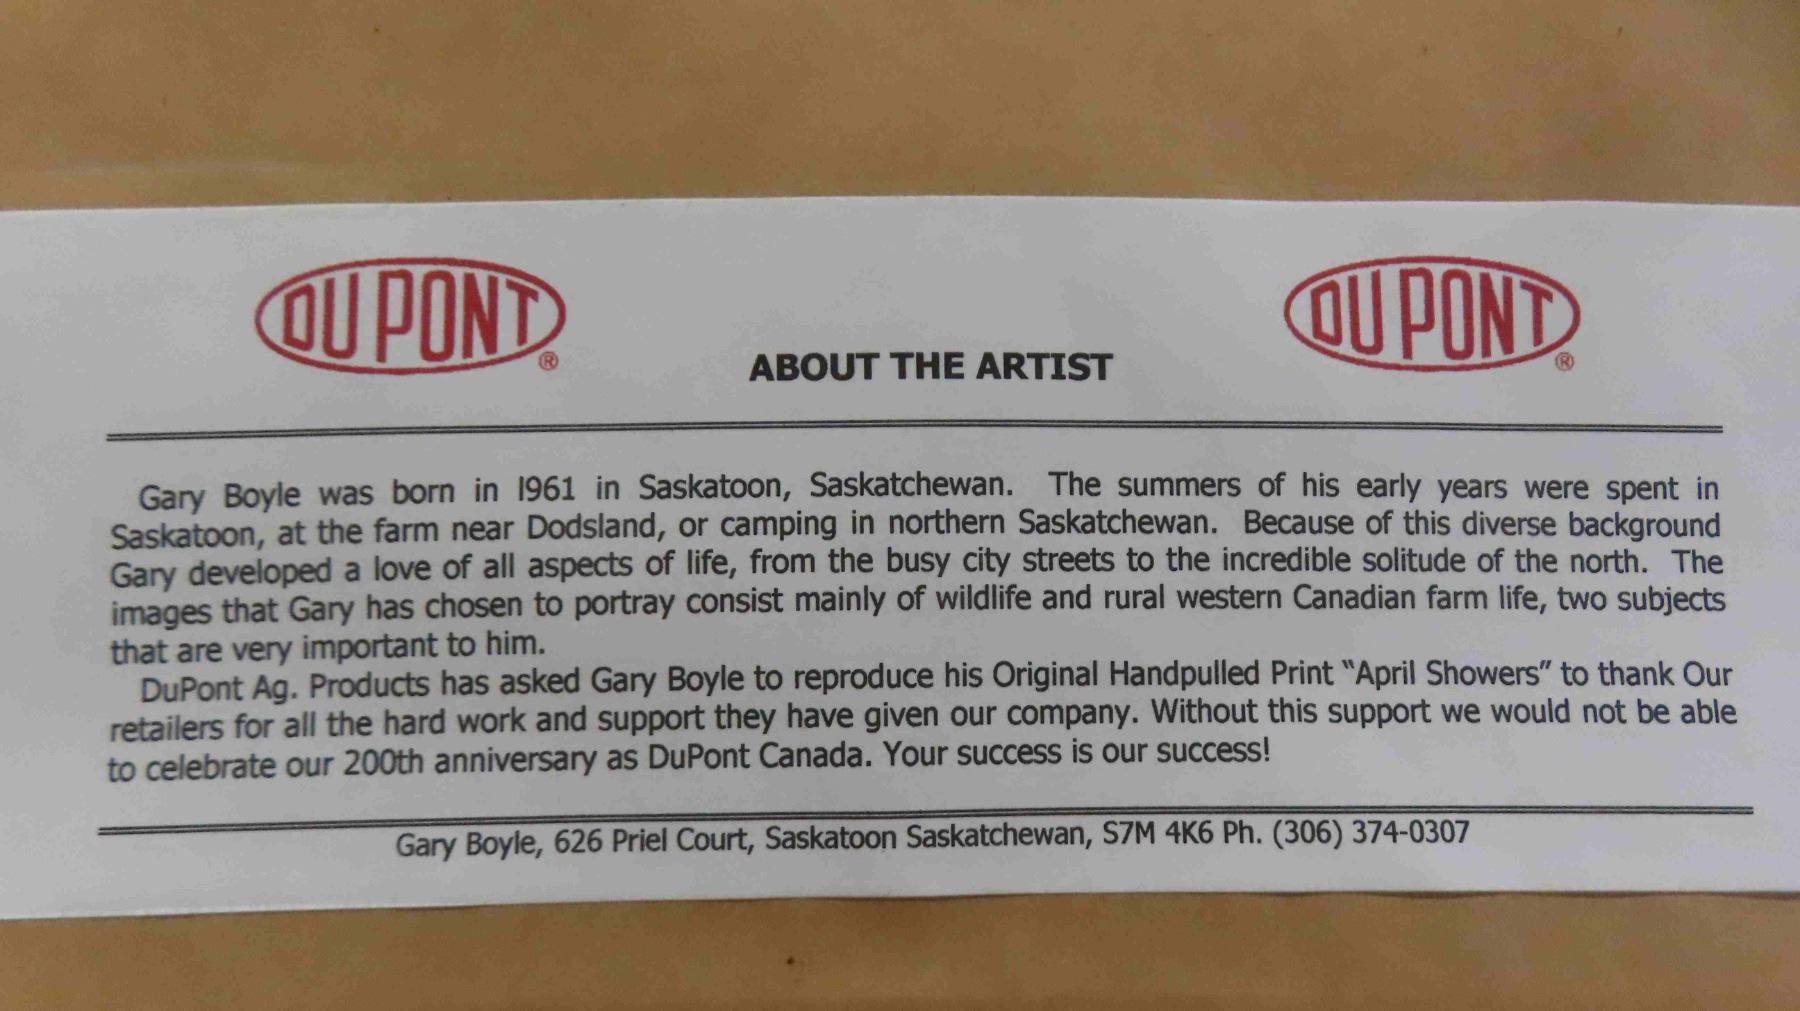 DU PONT® DU PONT®
ABOUT THE ARTIST
Gary Boyle was born in l961 in Saskatoon, Saskatchewan. The summers of his early years were spent in
Saskatoon, at the farm near Dodsland, or camping in northern Saskatchewan. Because of this diverse background
Gary developed a love of all aspects of life, from the busy city streets to the incredible solitude of the north. The
images that Gary has chosen to portray consist mainly of wildlife and rural western Canadian farm life, two subjects
that are very important to him.
DuPont Ag. Products has asked Gary Boyle to reproduce his Original Handpulled Print “April Showers” to thank Our
retailers for all the hard work and support they have given our company. Without this support we would not be able
to celebrate our 200th anniversary as DuPont Canada. Your success is our success!
Gary Boyle, 626 Priel Court, Saskatoon Saskatchewan, S7M 4K6 Ph. (306) 374-0307